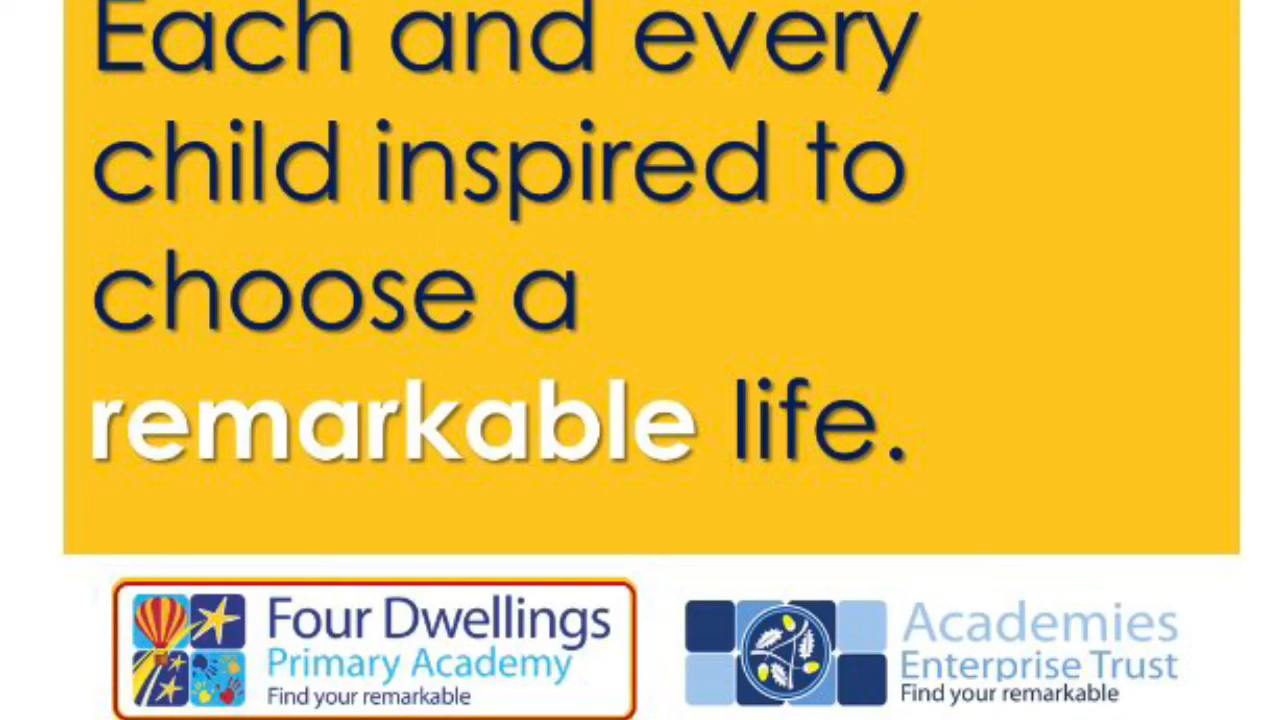 Each and every
child inspired to
choose a
remarkable life.
Four Dwellings
Primary Academy
Find your remarkable
Academies
Enterprise Trust
Find your remarkable